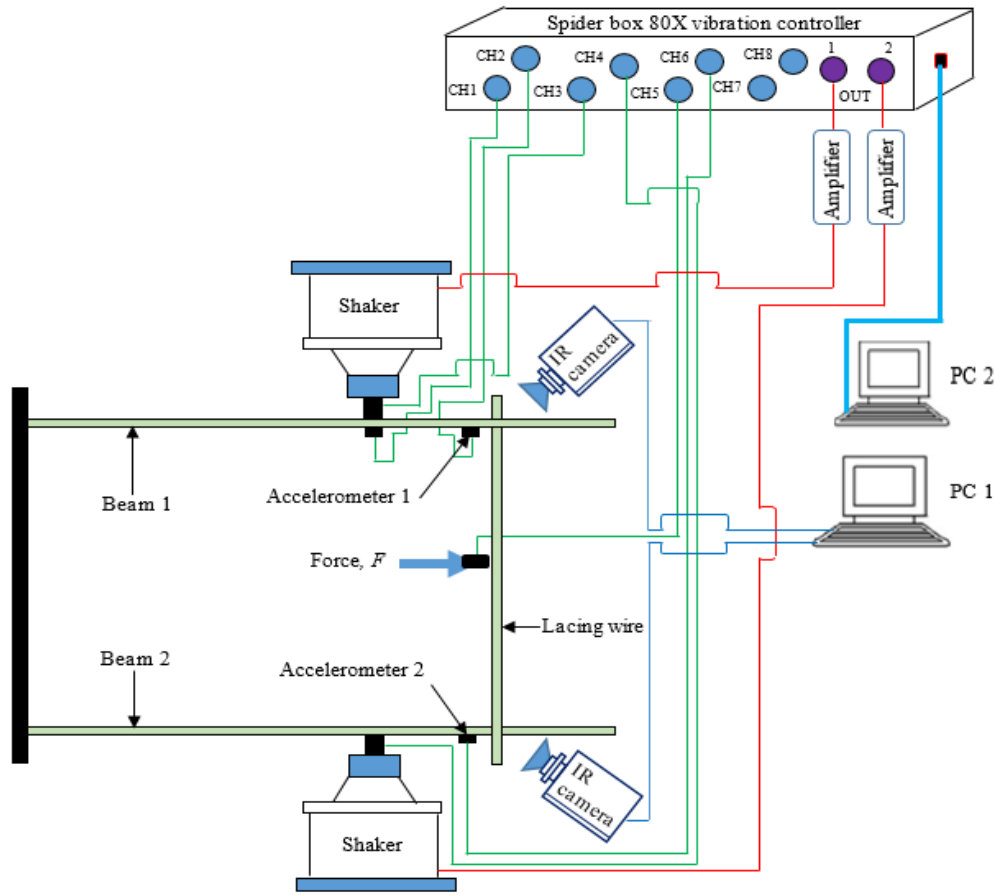 Spider box 80X vibration controller
CH2
CH4
CH6
CH8
1
2
CH1
CH3
CH5
CH7
OUT
Amplifier
Amplifier
Shaker
IR
camera
PC 2
PC 1
Beam 1
Accelerometer 1
Force, F
Lacing wire
Beam 2
Accelerometer 2
IR
camera
Shaker